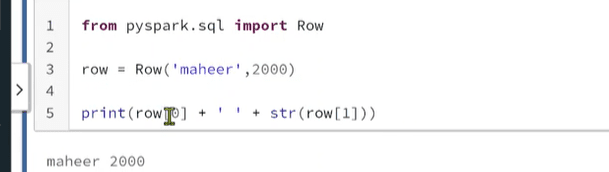 1 from pyspark.sql import Row
2
3 row = Row('maheer',2000)
4
5 print(row[0] + ' ' + str(row[1]))
maheer 2000